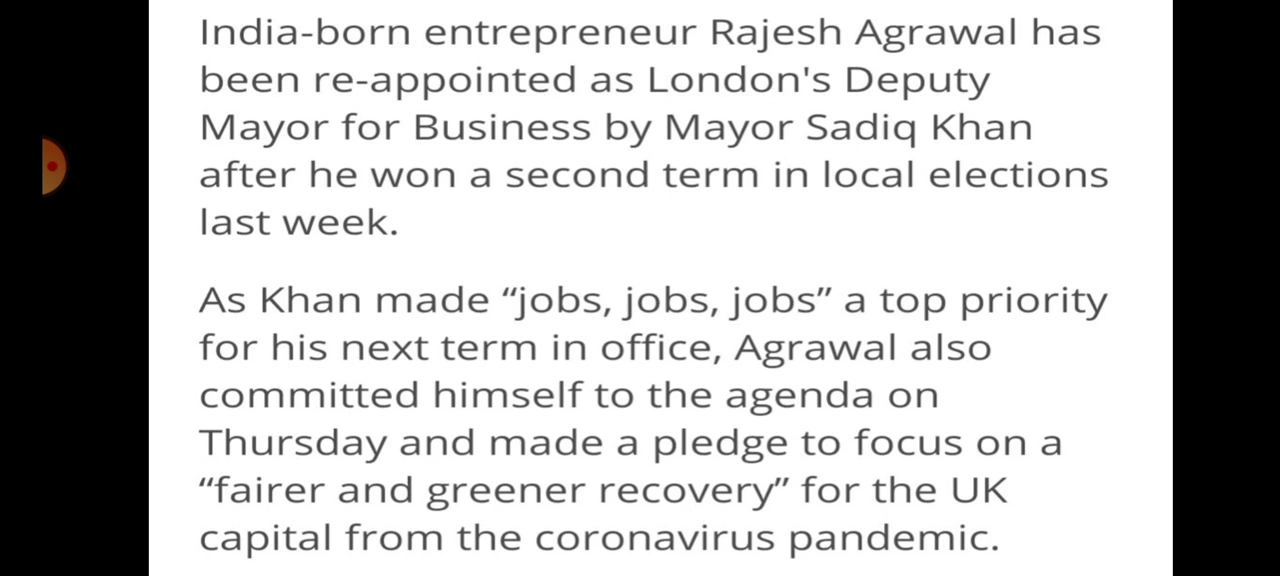 India-born entrepreneur Rajesh Agrawal has
been re-appointed as London's Deputy
Mayor for Business by Mayor Sadiq Khan
after he won a second term in local elections
last week.
As Khan made “jobs, jobs, jobs” a top priority
for his next term in office, Agrawal also
committed himself to the agenda on
Thursday and made a pledge to focus on a
“fairer and greener recovery” for the UK
capital from the coronavirus pandemic.